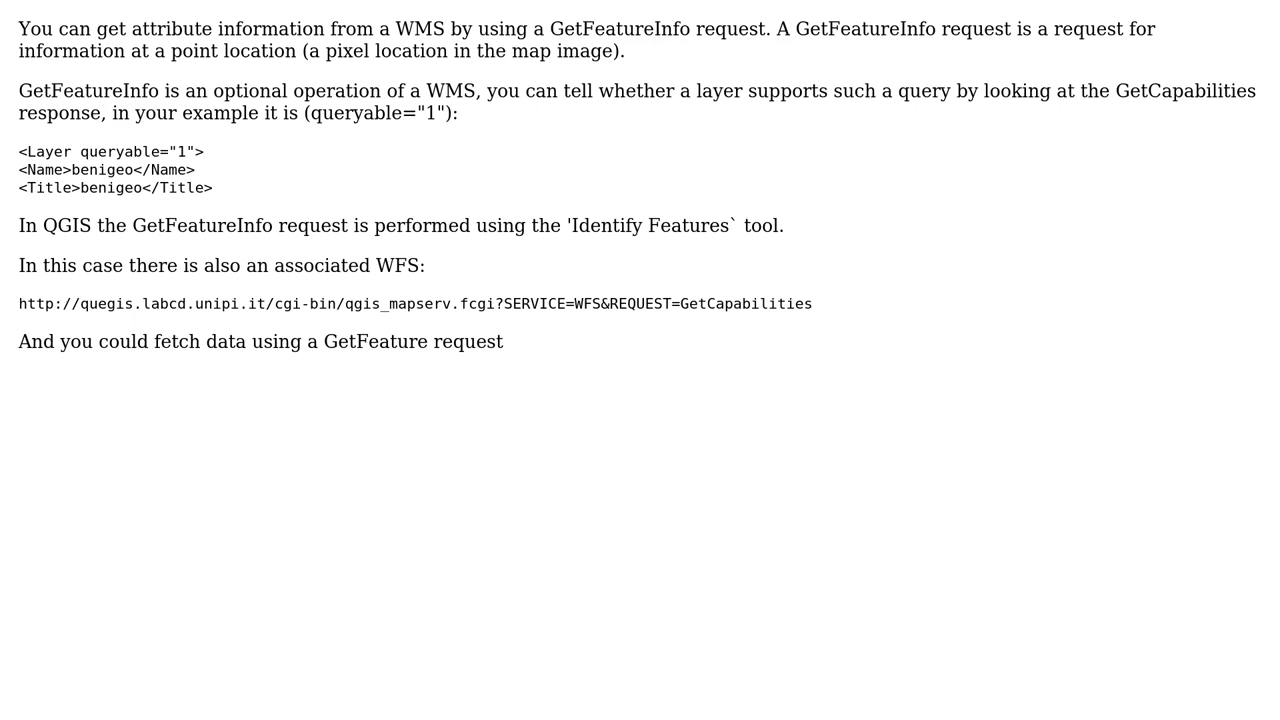 You can get attribute information from a WMS by using a GetFeatureInfo request. A GetFeatureInfo request is a request for
information at a point location (a pixel location in the map image).
GetFeatureInfo is an optional operation of a WMS, you can tell whether a layer supports such a query by looking at the GetCapabilities
response, in your example it is (queryable="1"):
<Layer queryable="1">
<Name>benigeo</Name>
<Title>benigeo</Title>
In QGIS the GetFeatureInfo request is performed using the 'Identify Features` tool.
In this case there is also an associated WFS:
http://quegis.labcd.unipi.it/cgi-bin/qgis_mapserv.fcgi?SERVICE=WFS&REQUEST=GetCapabilities
And you could fetch data using a GetFeature request